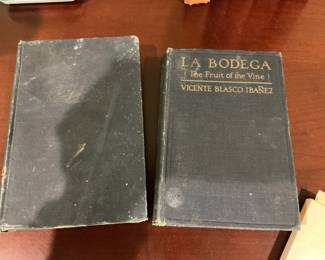 LA BODEGA
( The Fruit of the Vine )
VICENTE BLASCO IBAÑEZ